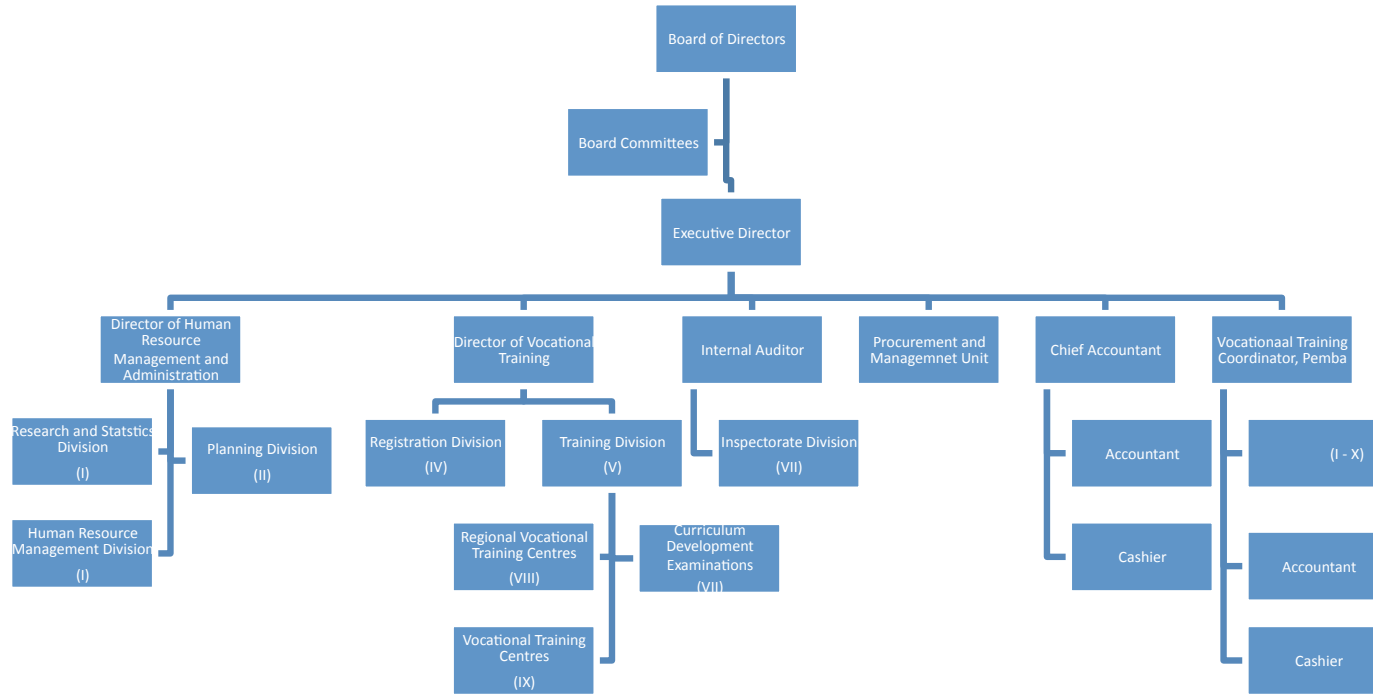 Board of Directors
Board Committees
Executive Director
Director of Human
Resource
Management and
Administration
Director of Vocational
Training
Internal Auditor
Procurement and
Managemnet Unit
Chief Accountant
Vocationaal Training
Coordinator, Pemba
Research and Statstics
Division
(I)
Planning Division
(II)
Human Resource
Management Division
(I)
Registration Division
(IV)
Training Division
(V)
Regional Vocational
Training Centres
(VIII)
Curriculum
Development
Examinations
(VII)
Vocational Training
Centres
(IX)
Inspectorate Division
(VII)
Accountant
Cashier
(I - X)
Accountant
Cashier